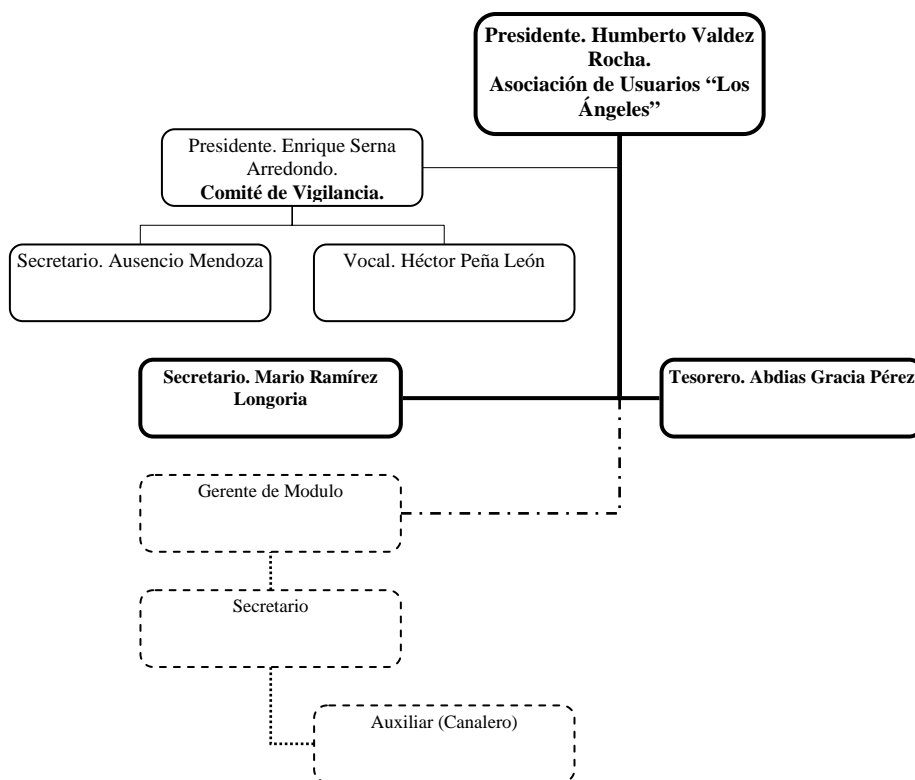 Presidente. Humberto Valdez
Rocha.
Asociación de Usuarios “Los
Ángeles”
Presidente. Enrique Serna
Arredondo.
Comité de Vigilancia.
Secretario. Ausencio Mendoza
Vocal. Héctor Peña León
Secretario. Mario Ramírez
Longoria
Tesorero. Abdias Gracia Pérez
Gerente de Modulo
Secretario
Auxiliar (Canalero)